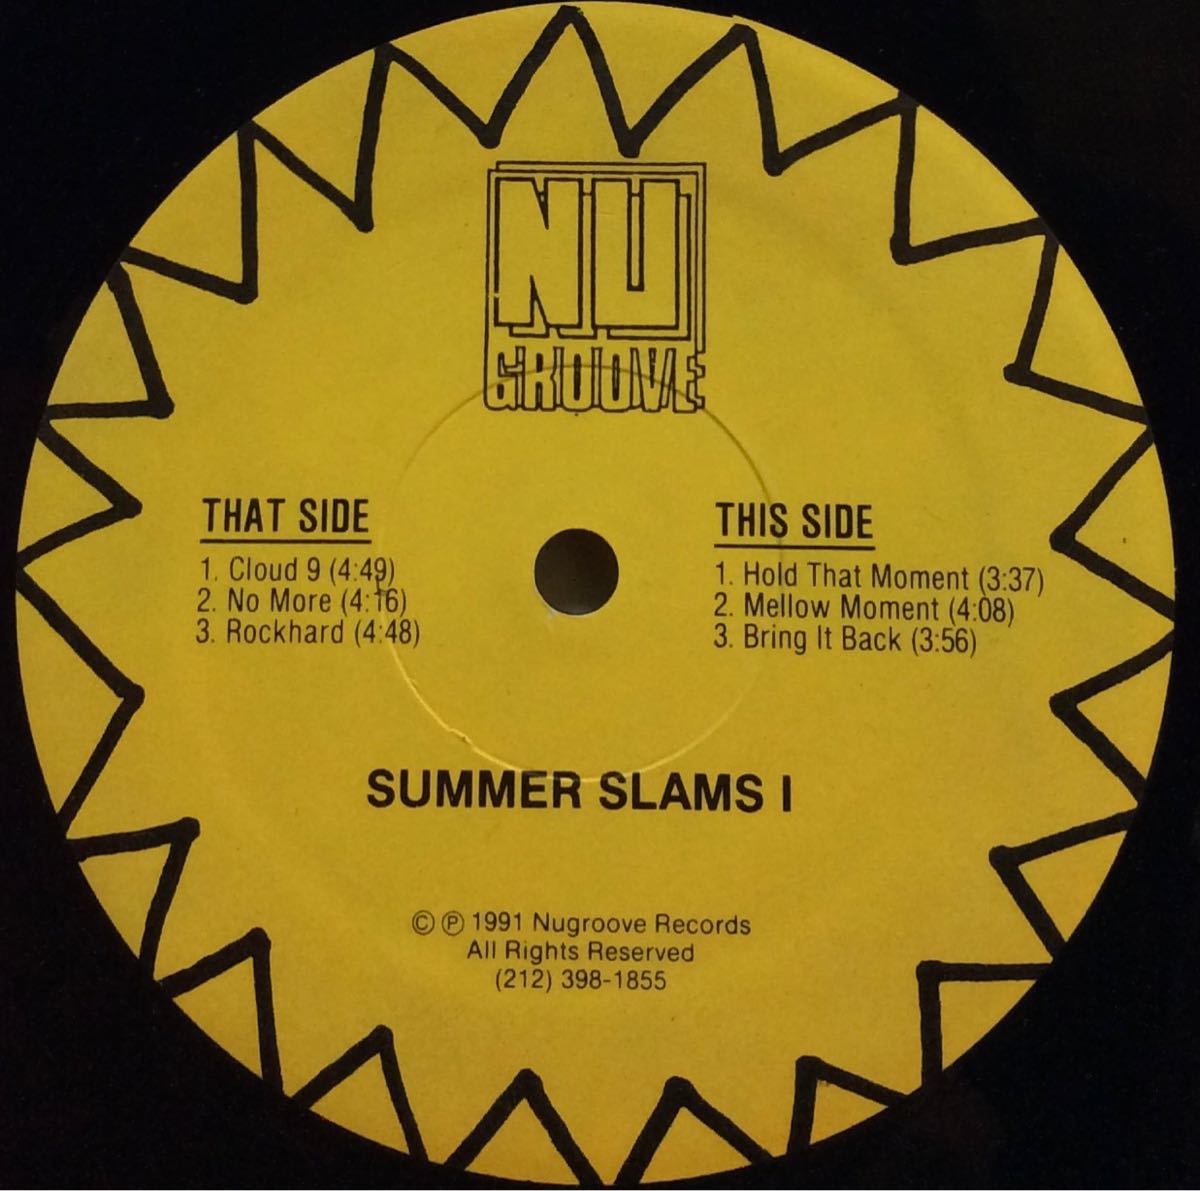 NU
GROOVE
THAT SIDE
1. Cloud 9 (4:49)
2. No More (4:16)
3. Rockhard (4:48)
THIS SIDE
1. Hold That Moment (3:37)
2. Mellow Moment (4:08)
3. Bring It Back (3:56)
SUMMER SLAMS I
© ℗ 1991 Nugroove Records
All Rights Reserved
(212) 398-1855